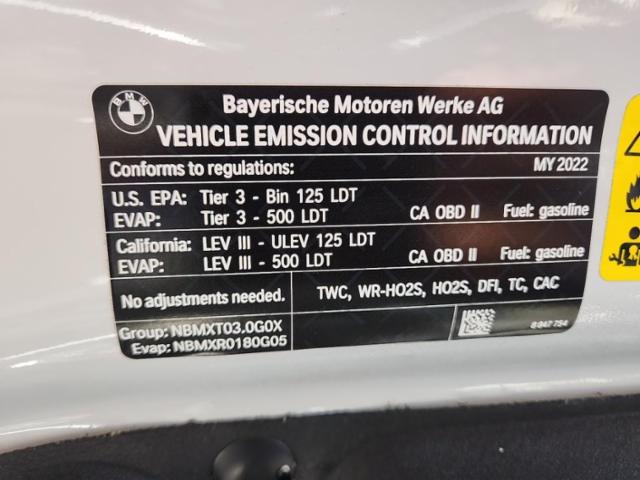 BMW
Bayerische Motoren Werke AG
VEHICLE EMISSION CONTROL INFORMATION
Conforms to regulations: MY 2022
U.S. EPA: Tier 3 - Bin 125 LDT
EVAP: Tier 3 - 500 LDT CA OBD II Fuel: gasoline
California: LEV III - ULEV 125 LDT
EVAP: LEV III - 500 LDT CA OBD II Fuel: gasoline
No adjustments needed. TWC, WR-HO2S, HO2S, DFI, TC, CAC
Group: NBMXT03.0G0X
Evap: NBMXR0180G05
8 047 754